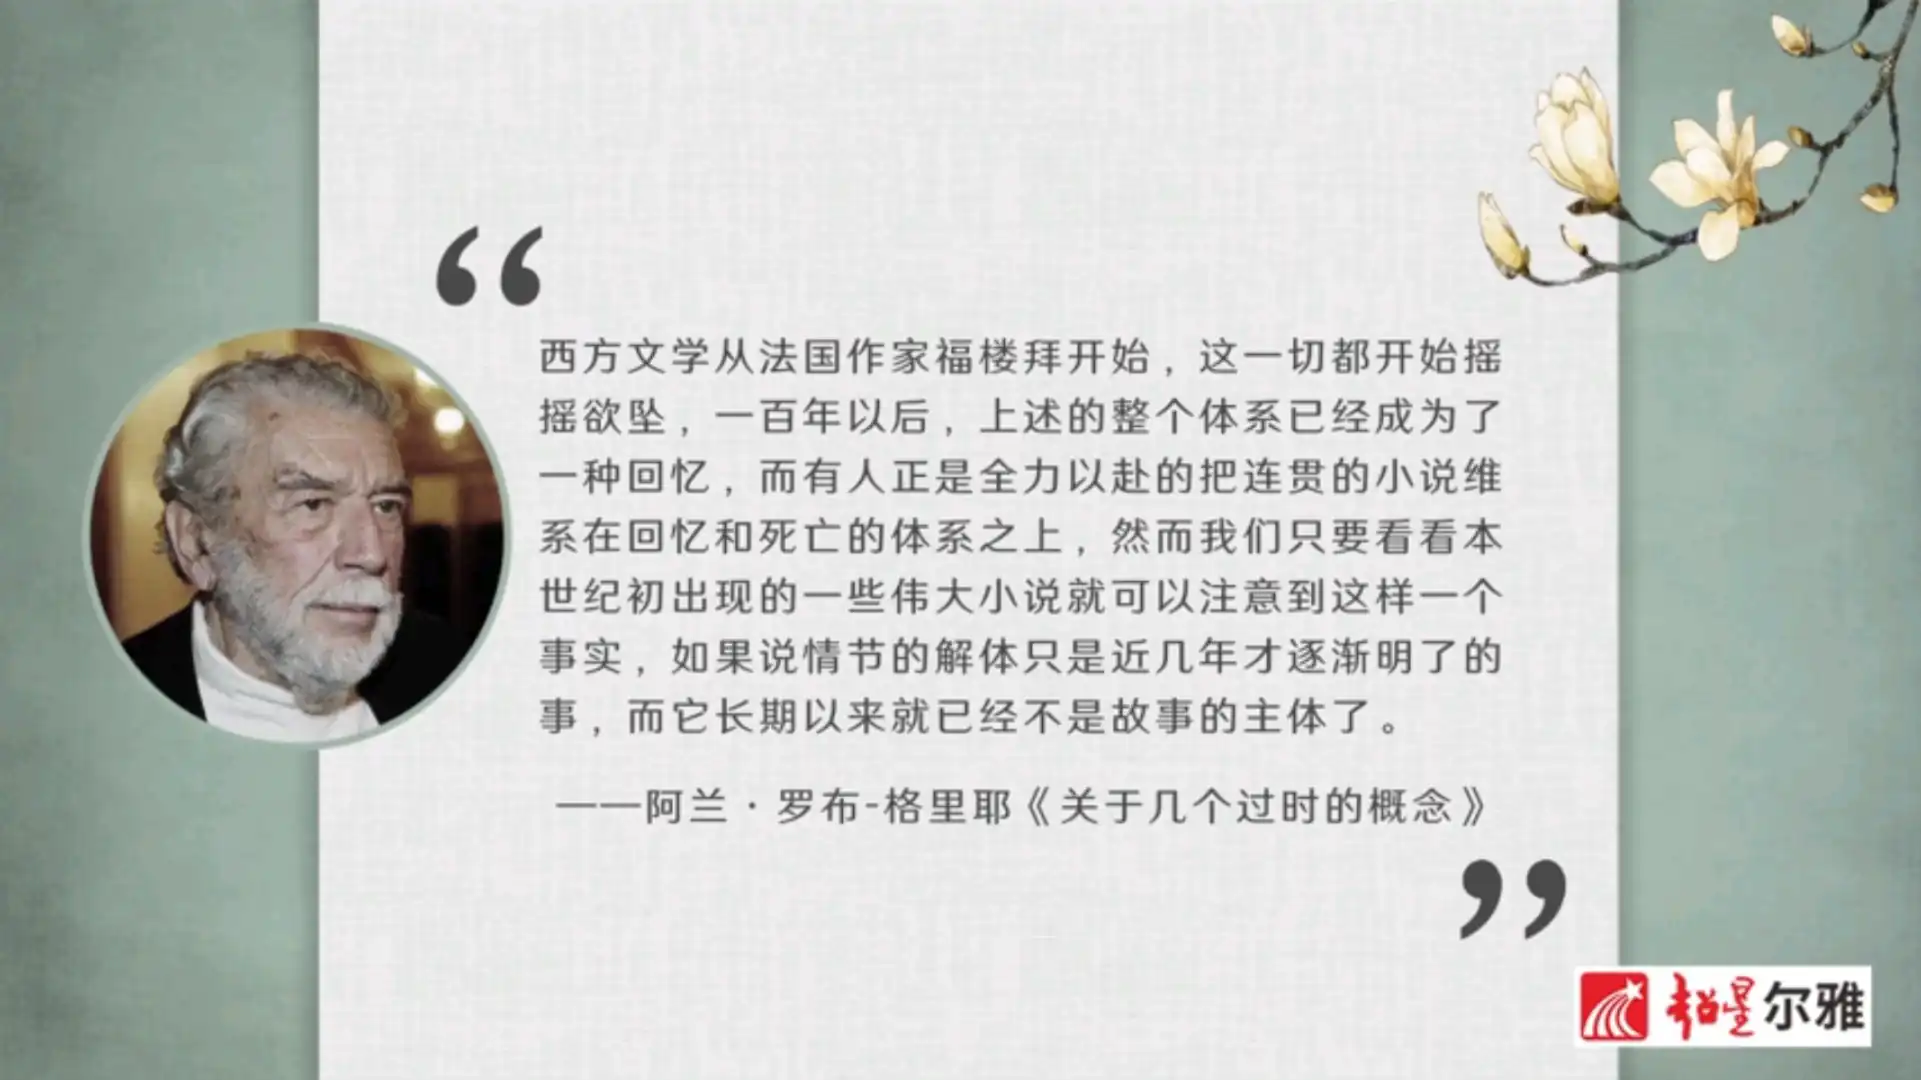 “
西方文学从法国作家福楼拜开始，这一切都开始摇
摇欲坠，一百年以后，上述的整个体系已经成为了
一种回忆，而有人正是全力以赴的把连贯的小说维
系在回忆和死亡的体系之上，然而我们只要看看本
世纪初出现的一些伟大小说就可以注意到这样一个
事实，如果说情节的解体只是近几年才逐渐明了的
事，而它长期以来就已经不是故事的主体了。
——阿兰·罗布-格里耶《关于几个过时的概念》
”
超星尔雅